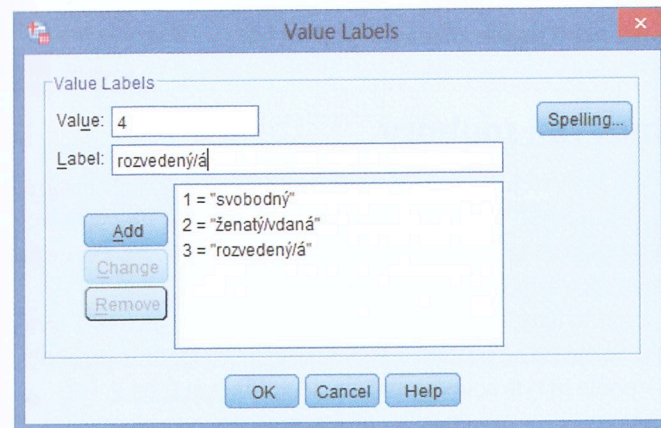 Value Labels
Value Labels
Value: 4
Spelling...
Label: rozvedený/á
1 = "svobodný"
2 = "ženatý/vdaná"
3 = "rozvedený/á"
Add
Change
Remove
OK Cancel Help